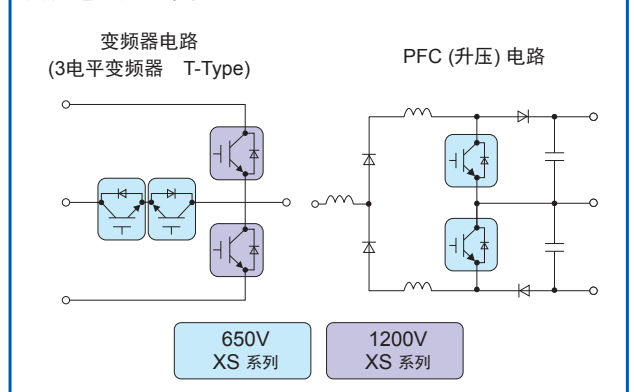 变频器电路
(3电平变频器 T-Type)
PFC (升压) 电路
650V
XS 系列
1200V
XS 系列